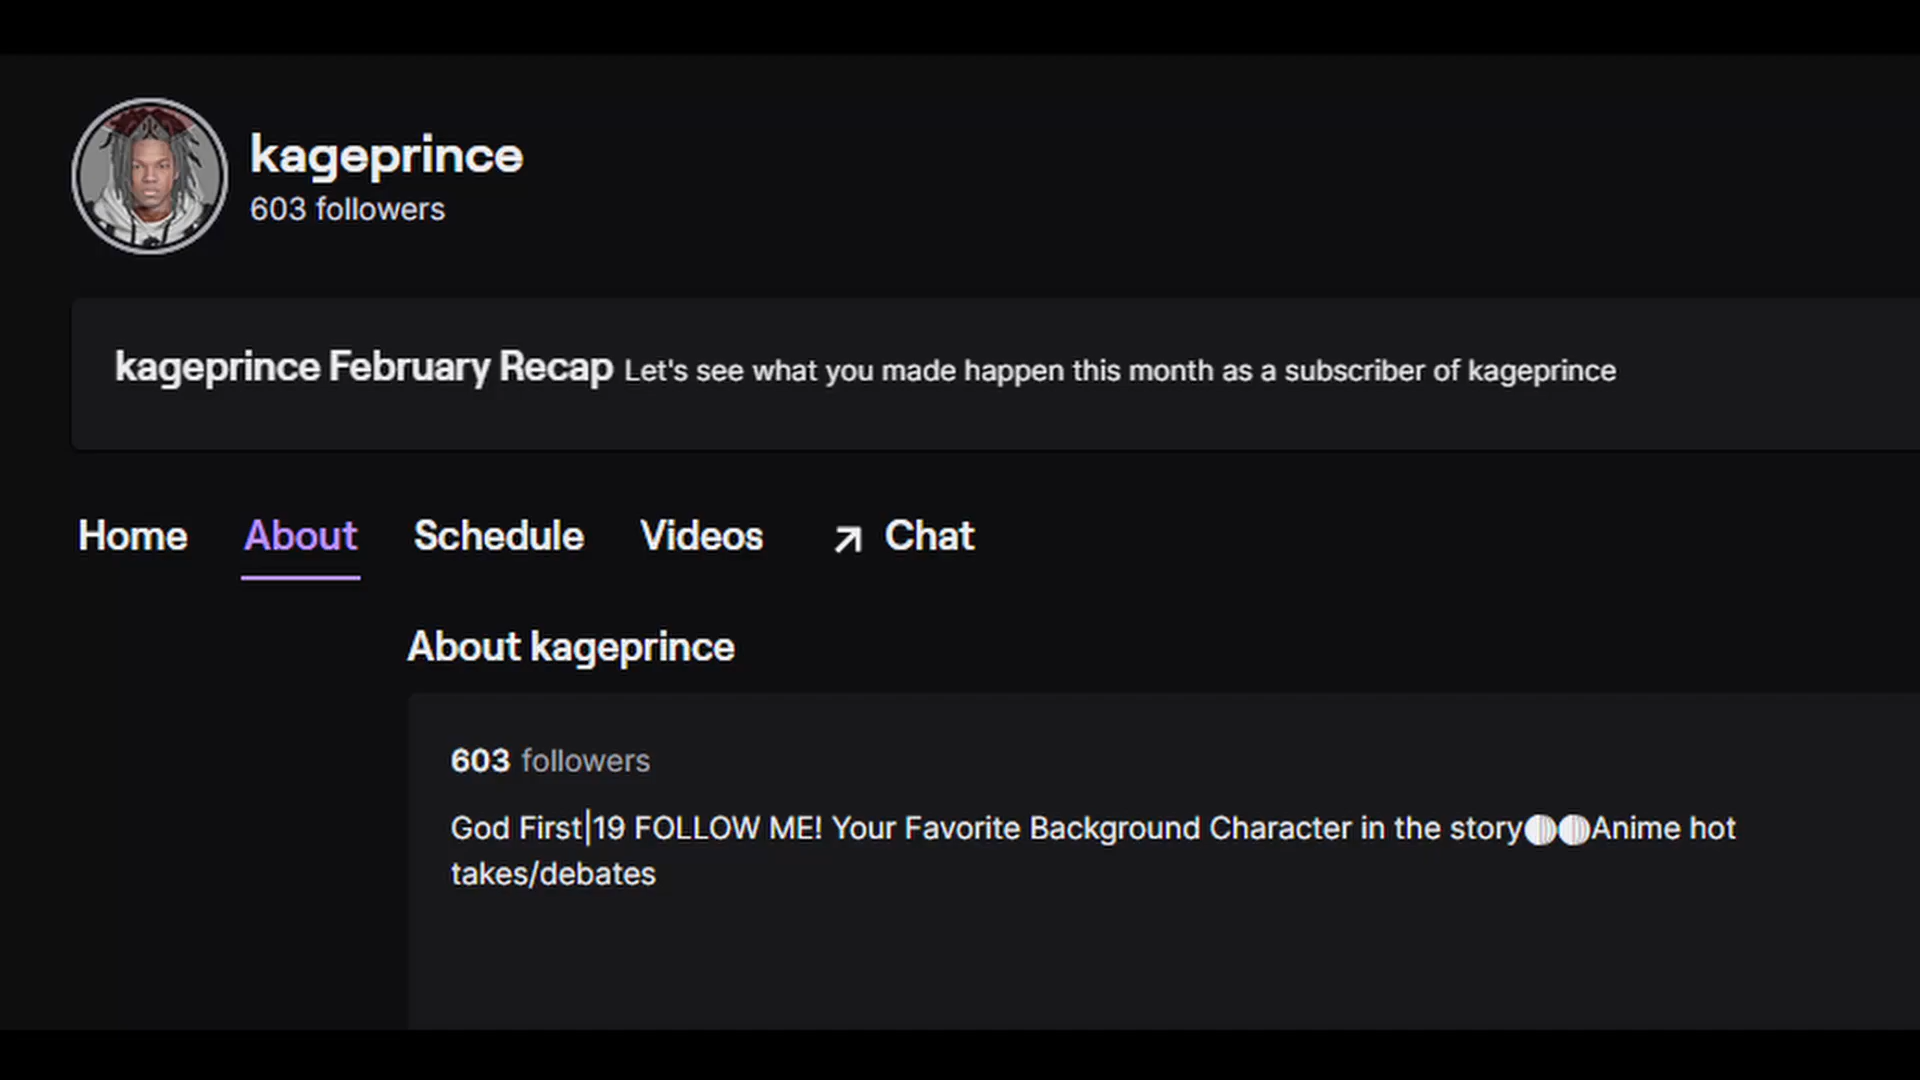 kageprince
603 followers
kageprince February Recap Let's see what you made happen this month as a subscriber of kageprince
Home About Schedule Videos Chat
About kageprince
603 followers
God First|19 FOLLOW ME! Your Favorite Background Character in the story Anime hot
takes/debates